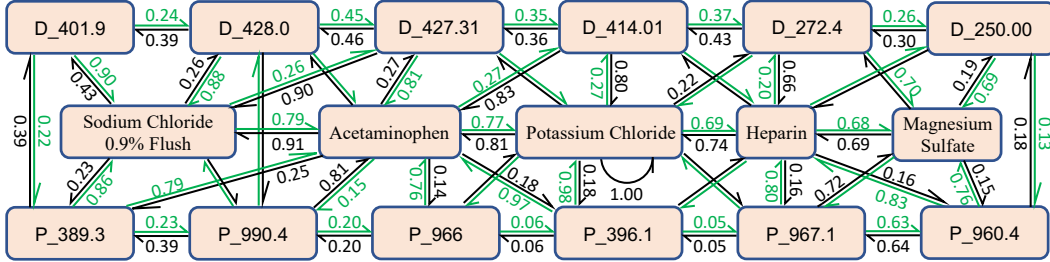 D_401.9 0.24 0.39 D_428.0 0.45 0.46 D_427.31 0.35 0.36 D_414.01 0.37 0.43 D_272.4 0.26 0.30 D_250.00
0.90 0.43 0.26 0.88 0.26 0.90 0.27 0.81 0.27 0.83 0.27 0.80 0.22 0.20 0.66 0.70 0.19 0.69
0.39 0.22 0.18 0.13
Sodium Chloride
0.9% Flush
0.79 0.91
Acetaminophen
0.77 0.81
Potassium Chloride
0.69 0.74
Heparin
0.68 0.69
Magnesium
Sulfate
1.00
0.23 0.86 0.79 0.25 0.81 0.15 0.76 0.14 0.18 0.97 0.98 0.18 0.80 0.16 0.72 0.16 0.83 0.76 0.15
P_389.3 0.23 0.39 P_990.4 0.20 0.20 P_966 0.06 0.06 P_396.1 0.05 0.05 P_967.1 0.63 0.64 P_960.4